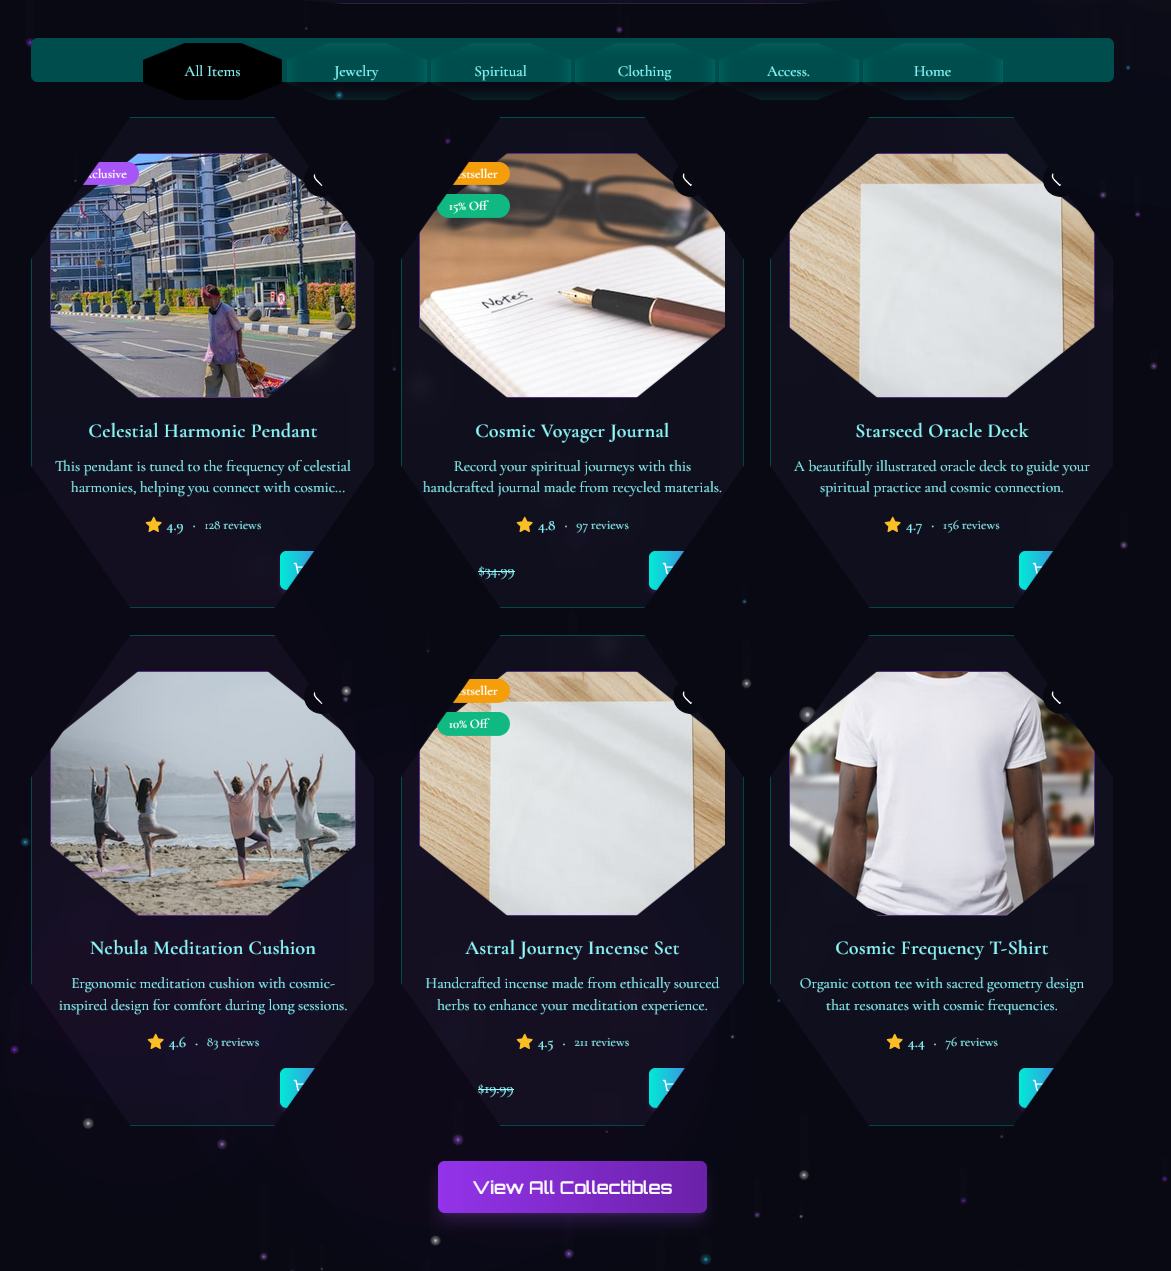 All Items
Jewelry
Spiritual
Clothing
Access.
Home
clusive
stseller
15% Off
Notes
Celestial Harmonic Pendant
Cosmic Voyager Journal
Starseed Oracle Deck
This pendant is tuned to the frequency of celestial
harmonies, helping you connect with cosmic...
Record your spiritual journeys with this
handcrafted journal made from recycled materials.
A beautifully illustrated oracle deck to guide your
spiritual practice and cosmic connection.
4.9 · 128 reviews
4.8 · 97 reviews
4.7 · 156 reviews
$34.99
stseller
10% Off
Nebula Meditation Cushion
Astral Journey Incense Set
Cosmic Frequency T-Shirt
Ergonomic meditation cushion with cosmic-
inspired design for comfort during long sessions.
Handcrafted incense made from ethically sourced
herbs to enhance your meditation experience.
Organic cotton tee with sacred geometry design
that resonates with cosmic frequencies.
4.6 · 83 reviews
4.5 · 211 reviews
4.4 · 76 reviews
$19.99
View All Collectibles